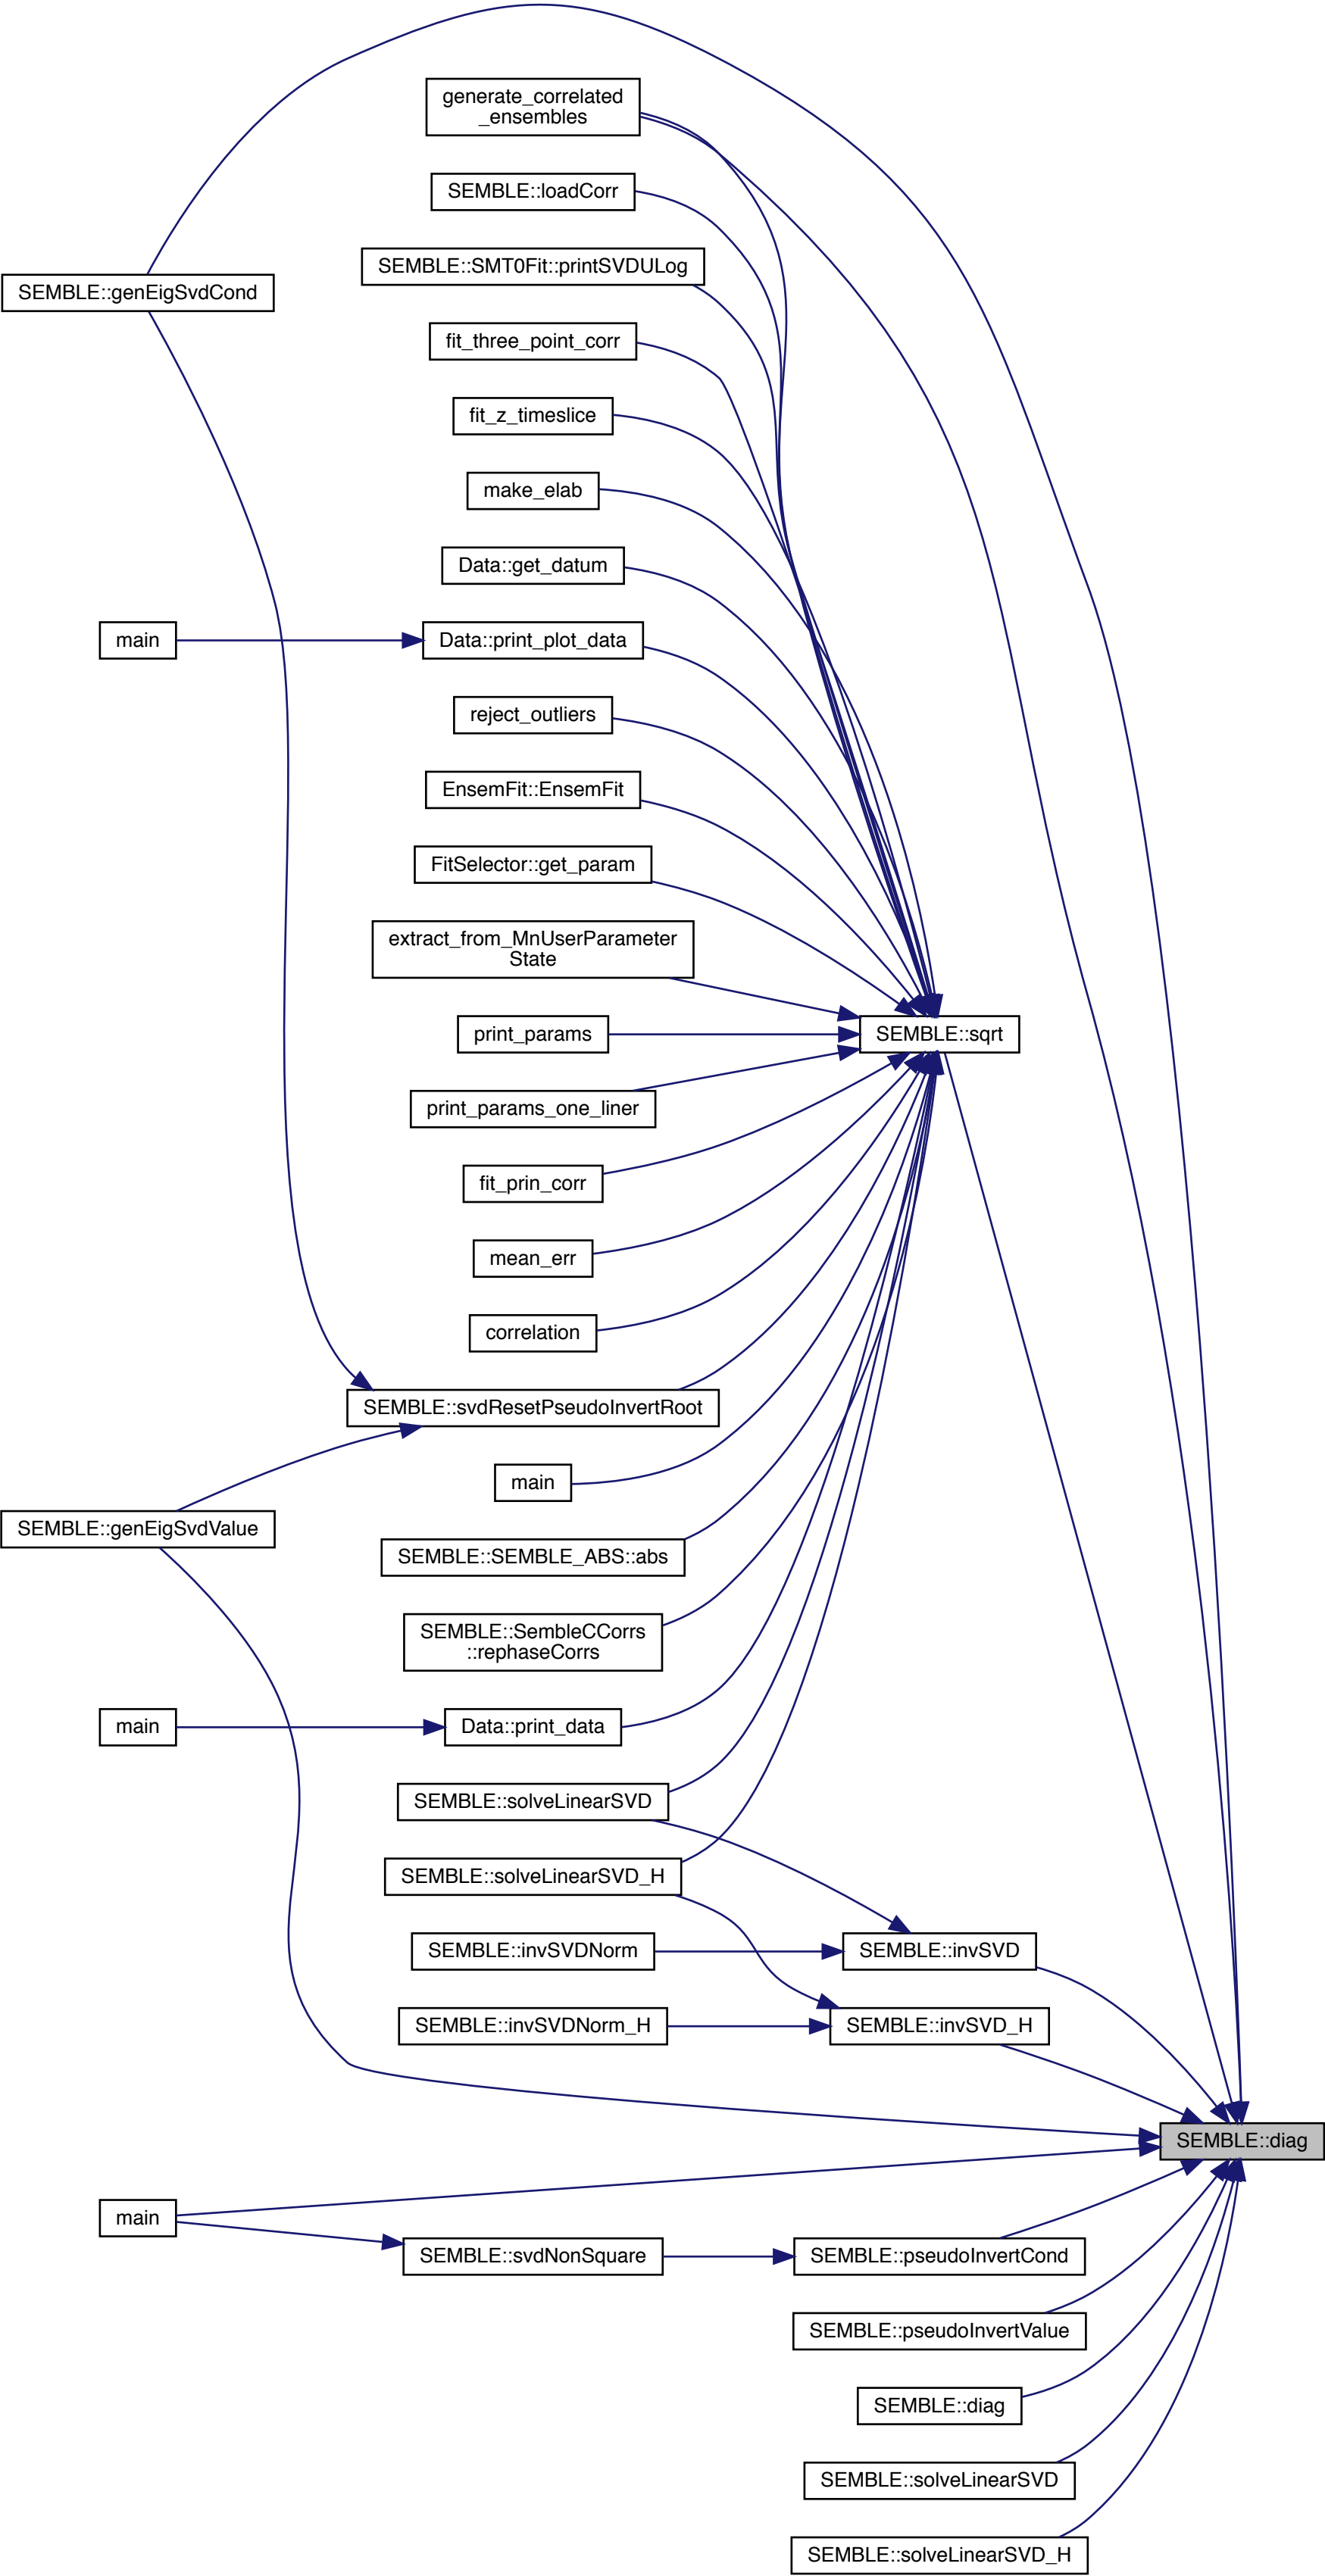 generate_correlated
_ensembles
SEMBLE::loadCorr
SEMBLE::SMT0Fit::printSVDULog
SEMBLE::genEigSvdCond
fit_three_point_corr
fit_z_timeslice
make_elab
Data::get_datum
main
Data::print_plot_data
reject_outliers
EnsemFit::EnsemFit
FitSelector::get_param
extract_from_MnUserParameter
State
print_params
SEMBLE::sqrt
print_params_one_liner
fit_prin_corr
mean_err
correlation
SEMBLE::svdResetPseudoInvertRoot
main
SEMBLE::genEigSvdValue
SEMBLE::SEMBLE_ABS::abs
SEMBLE::SembleCCorrs
::rephaseCorrs
main
Data::print_data
SEMBLE::solveLinearSVD
SEMBLE::solveLinearSVD_H
SEMBLE::invSVDNorm
SEMBLE::invSVD
SEMBLE::invSVDNorm_H
SEMBLE::invSVD_H
SEMBLE::diag
main
SEMBLE::svdNonSquare
SEMBLE::pseudoInvertCond
SEMBLE::pseudoInvertValue
SEMBLE::diag
SEMBLE::solveLinearSVD
SEMBLE::solveLinearSVD_H